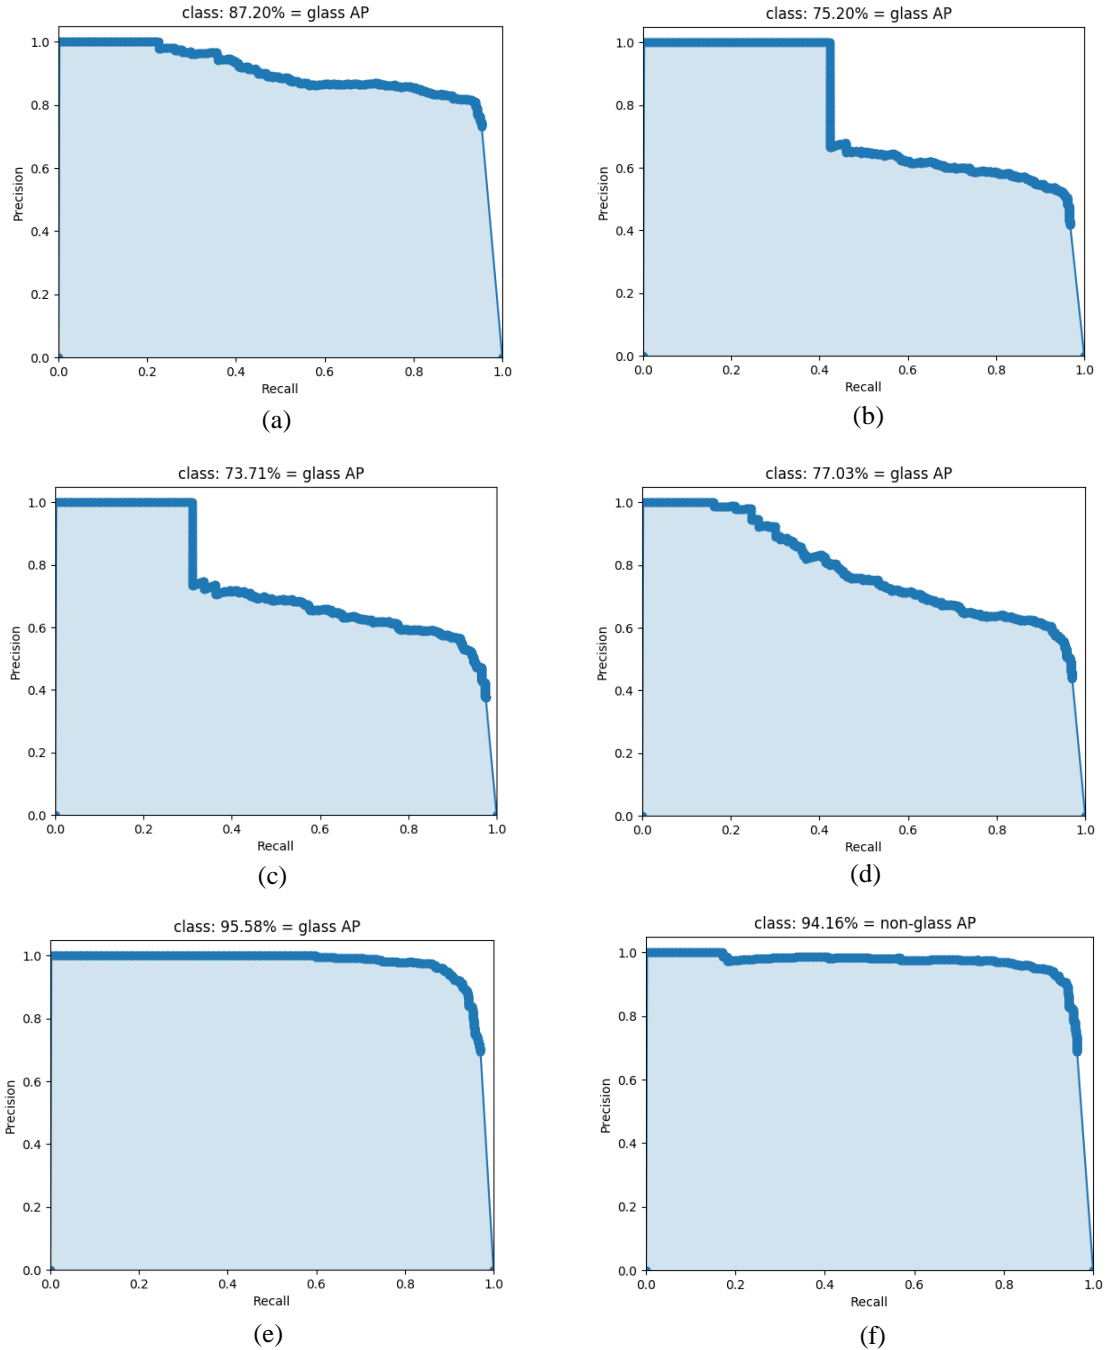 class: 87.20% = glass AP
1.0
0.8
0.6
0.4
0.2
0.0
Precision
0.0 0.2 0.4 0.6 0.8 1.0
Recall
(a)
class: 75.20% = glass AP
1.0
0.8
0.6
0.4
0.2
0.0
Precision
0.0 0.2 0.4 0.6 0.8 1.0
Recall
(b)
class: 73.71% = glass AP
1.0
0.8
0.6
0.4
0.2
0.0
Precision
0.0 0.2 0.4 0.6 0.8 1.0
Recall
(c)
class: 77.03% = glass AP
1.0
0.8
0.6
0.4
0.2
0.0
Precision
0.0 0.2 0.4 0.6 0.8 1.0
Recall
(d)
class: 95.58% = glass AP
1.0
0.8
0.6
0.4
0.2
0.0
Precision
0.0 0.2 0.4 0.6 0.8 1.0
Recall
(e)
class: 94.16% = non-glass AP
1.0
0.8
0.6
0.4
0.2
0.0
Precision
0.0 0.2 0.4 0.6 0.8 1.0
Recall
(f)